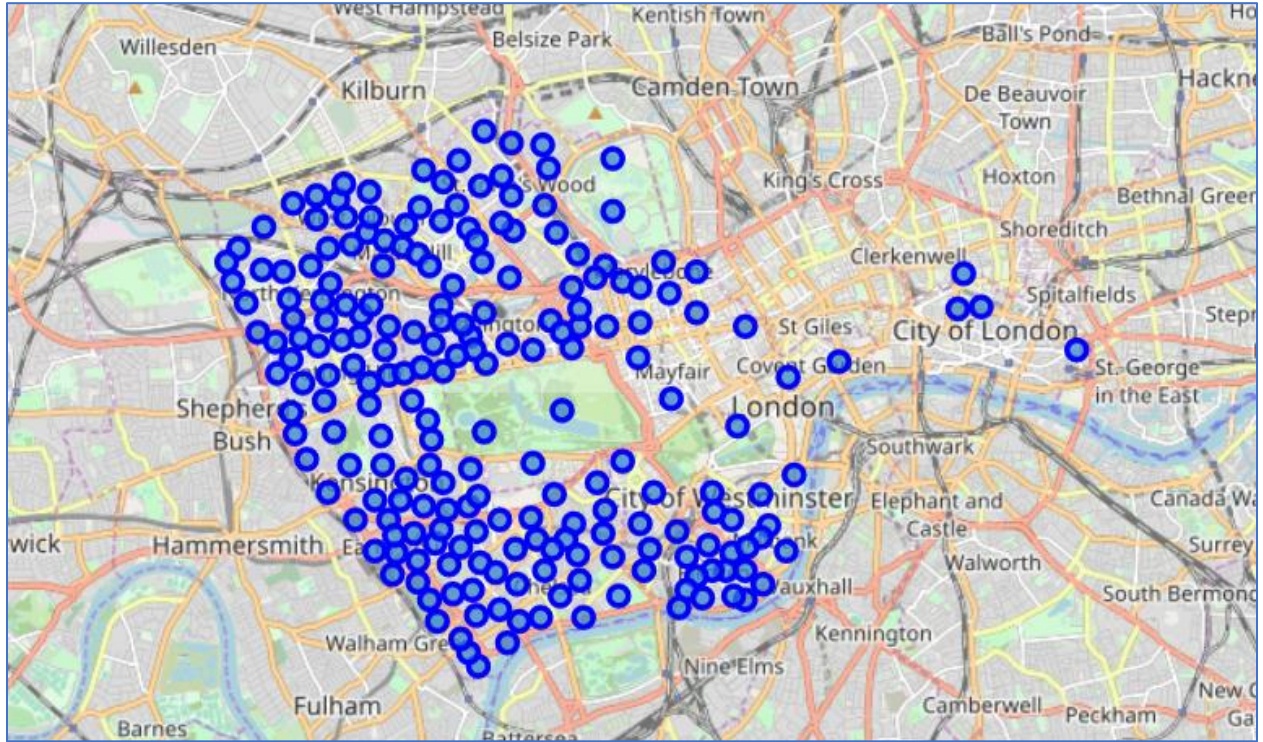 West Hampstead
Kentish Town
Willesden
Belsize Park
Ball's Pond
Kilburn
Camden Town
De Beauvoir
Town
King's Cross
Hoxton
Bethnal Green
Shoreditch
Clerkenwell
Spitalfields
St Giles
City of London
Covent Garden
St. George
in the East
Mayfair
London
Shepherds
Bush
Southwark
City of Westminster
Elephant and
Castle
Canada Wa
wick
Hammersmith
Surrey
Walworth
Vauxhall
South Bermond
Walham Gre
Kennington
Nine Elms
Fulham
Camberwell
Peckham
New C
Ga
Barnes
Battersea